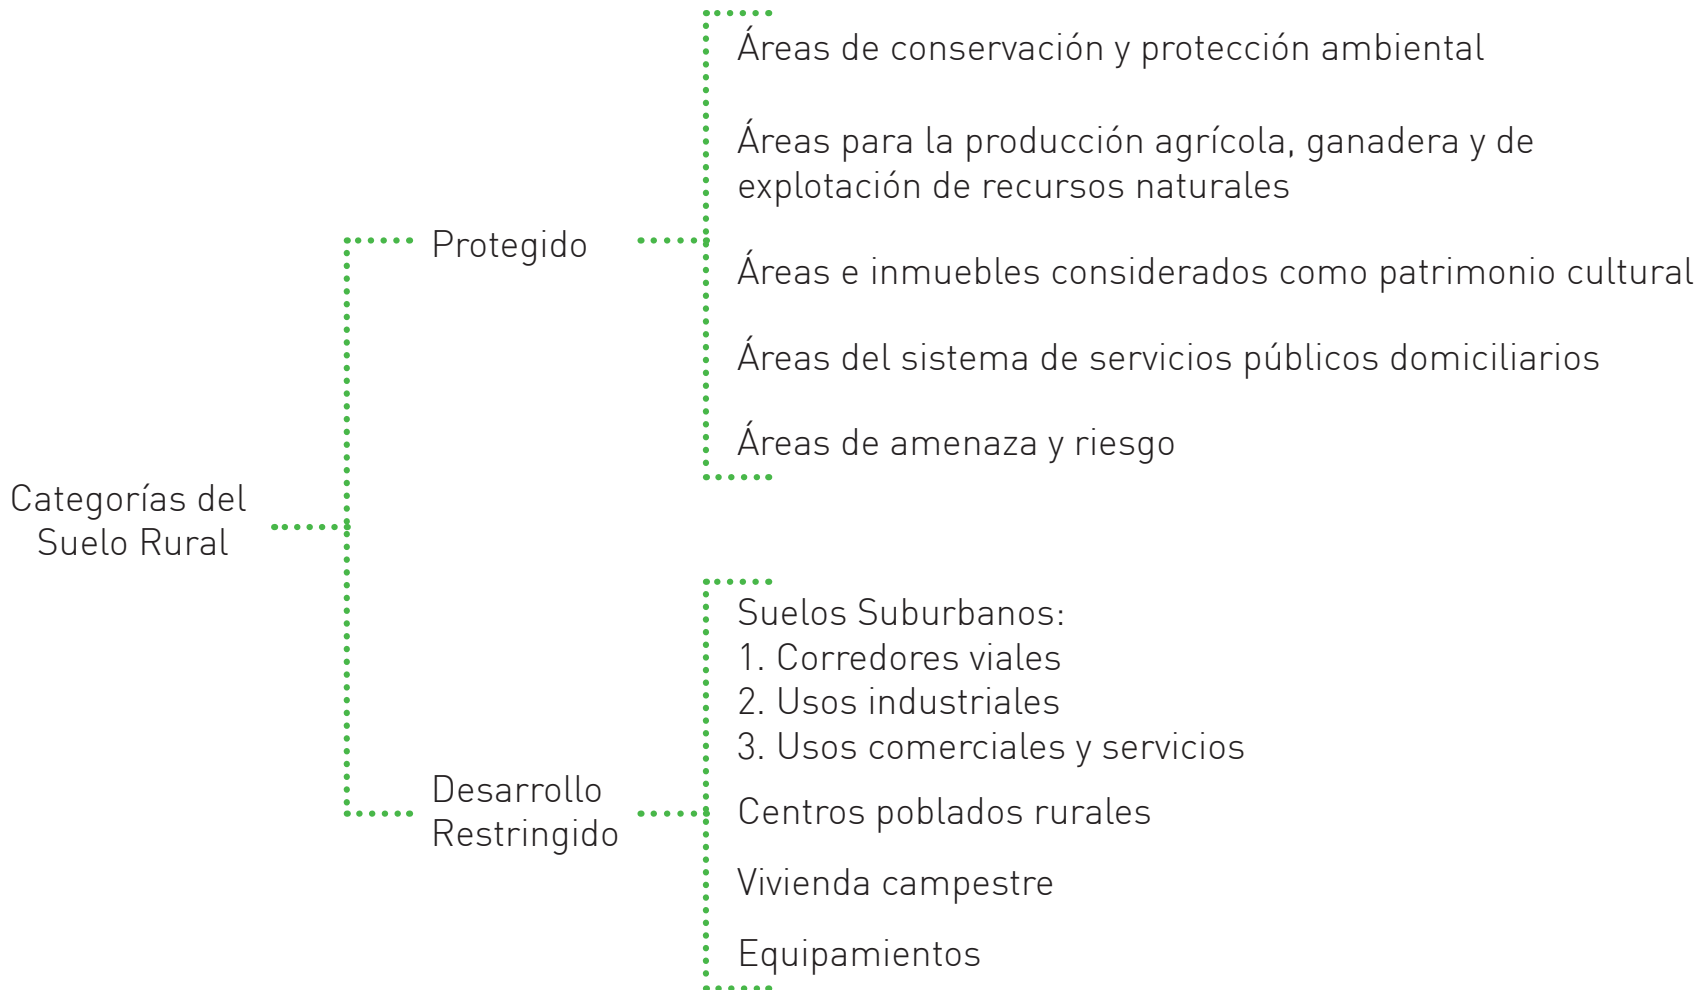 Categorías del
Suelo Rural
Protegido
Áreas de conservación y protección ambiental
Áreas para la producción agrícola, ganadera y de
explotación de recursos naturales
Áreas e inmuebles considerados como patrimonio cultural
Áreas del sistema de servicios públicos domiciliarios
Áreas de amenaza y riesgo
Desarrollo
Restringido
Suelos Suburbanos:
1. Corredores viales
2. Usos industriales
3. Usos comerciales y servicios
Centros poblados rurales
Vivienda campestre
Equipamientos